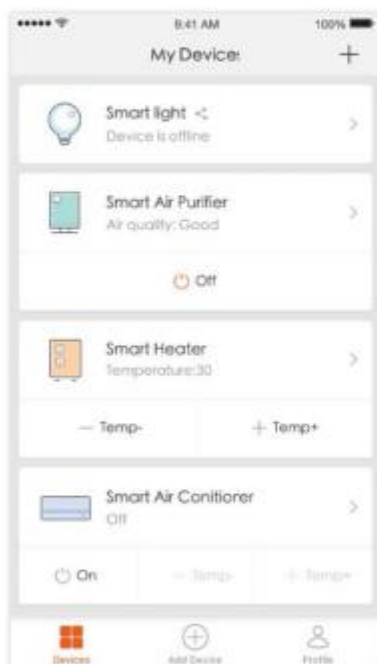 9:41 AM 100%
My Device
Smart light
Device is offline
Smart Air Purifier
Air quality: Good
Off
Smart Heater
Temperature:30
Temp-
Temp+
Smart Air Conitiorer
Off
On
Temp-
Temp+
Devices
Add Device
Profile